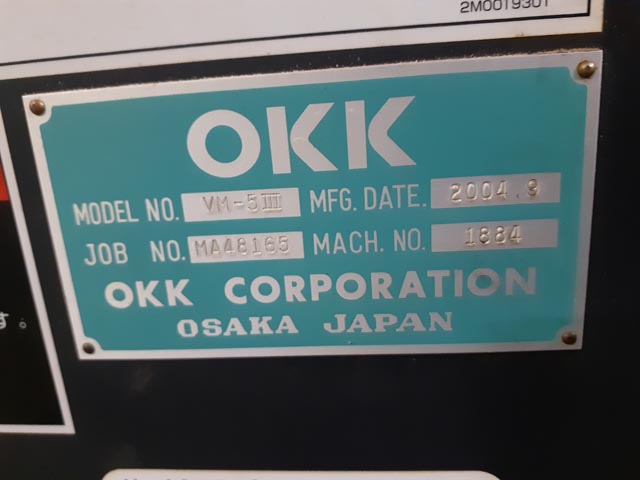 2M0019301
OKK
MODEL NO. VM-5III MFG. DATE. 2004.9
JOB NO. MA48165 MACH. NO. 1884
OKK CORPORATION
OSAKA JAPAN
す。